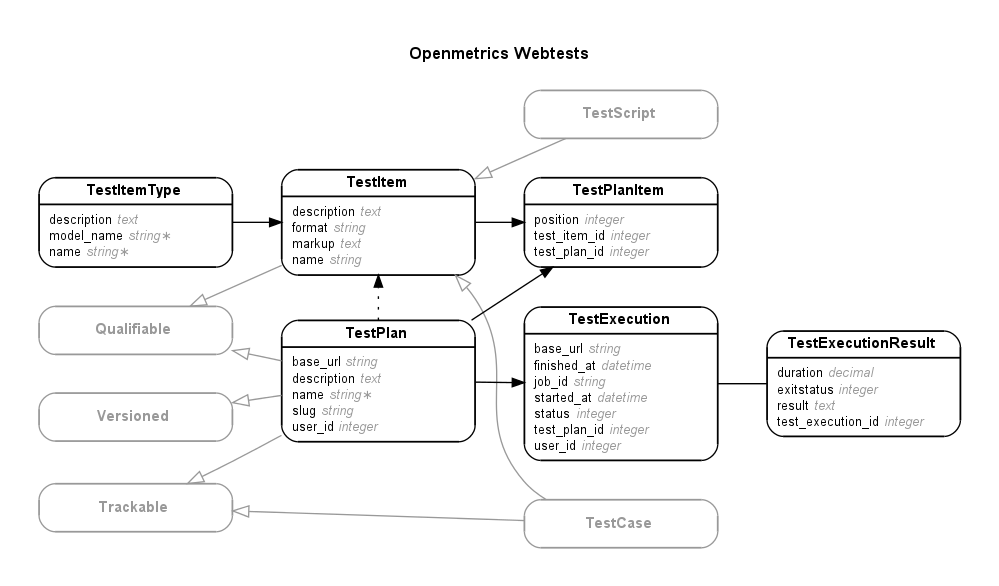 Openmetrics Webtests
TestScript
TestItemType
description text
model_name string∗
name string∗
TestItem
description text
format string
markup text
name string
TestPlanItem
position integer
test_item_id integer
test_plan_id integer
Qualifiable
TestPlan
base_url string
description text
name string∗
slug string
user_id integer
TestExecution
base_url string
finished_at datetime
job_id string
started_at datetime
status integer
test_plan_id integer
user_id integer
TestExecutionResult
duration decimal
exitstatus integer
result text
test_execution_id integer
Versioned
Trackable
TestCase